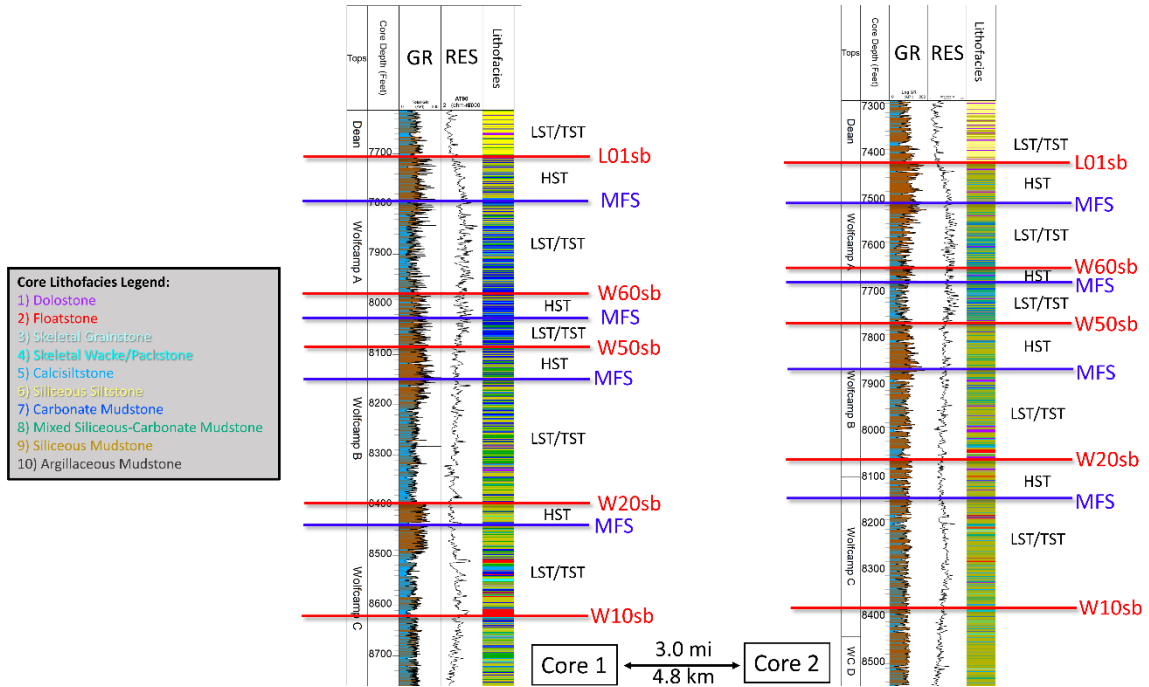 Core Lithofacies Legend:
1) Dolostone
2) Floatstone
3) Skeletal Grainstone
4) Skeletal Wacke/Packstone
5) Calcisiltstone
6) Siliceous Siltstone
7) Carbonate Mudstone
8) Mixed Siliceous-Carbonate Mudstone
9) Siliceous Mudstone
10) Argillaceous Mudstone
Tops
Core Depth (Feet)
GR
RES
Lithofacies
AT90
Dean
Wolfcamp A
Wolfcamp B
Wolfcamp C
7700
7800
7900
8000
8100
8200
8300
8400
8500
8600
8700
LST/TST
L01sb
HST
MFS
LST/TST
W60sb
HST
MFS
LST/TST
W50sb
HST
MFS
LST/TST
W20sb
HST
MFS
LST/TST
W10sb
Core 1
3.0 mi
4.8 km
Core 2
Tops
Core Depth (Feet)
GR
RES
Lithofacies
Dean
Wolfcamp A
Wolfcamp B
Wolfcamp C
WC D
7300
7400
7500
7600
7700
7800
7900
8000
8100
8200
8300
8400
8500
LST/TST
L01sb
HST
MFS
LST/TST
W60sb
HST
MFS
LST/TST
W50sb
HST
MFS
LST/TST
W20sb
HST
MFS
LST/TST
W10sb